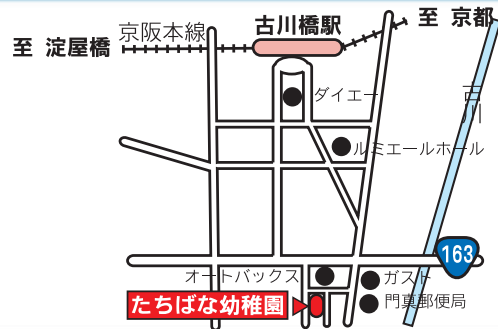 古川橋駅
至 京都
京阪本線
至 淀屋橋
ダイエー
古川
ルミエールホール
163
オートバックス
ガスト
たちばな幼稚園
門真郵便局